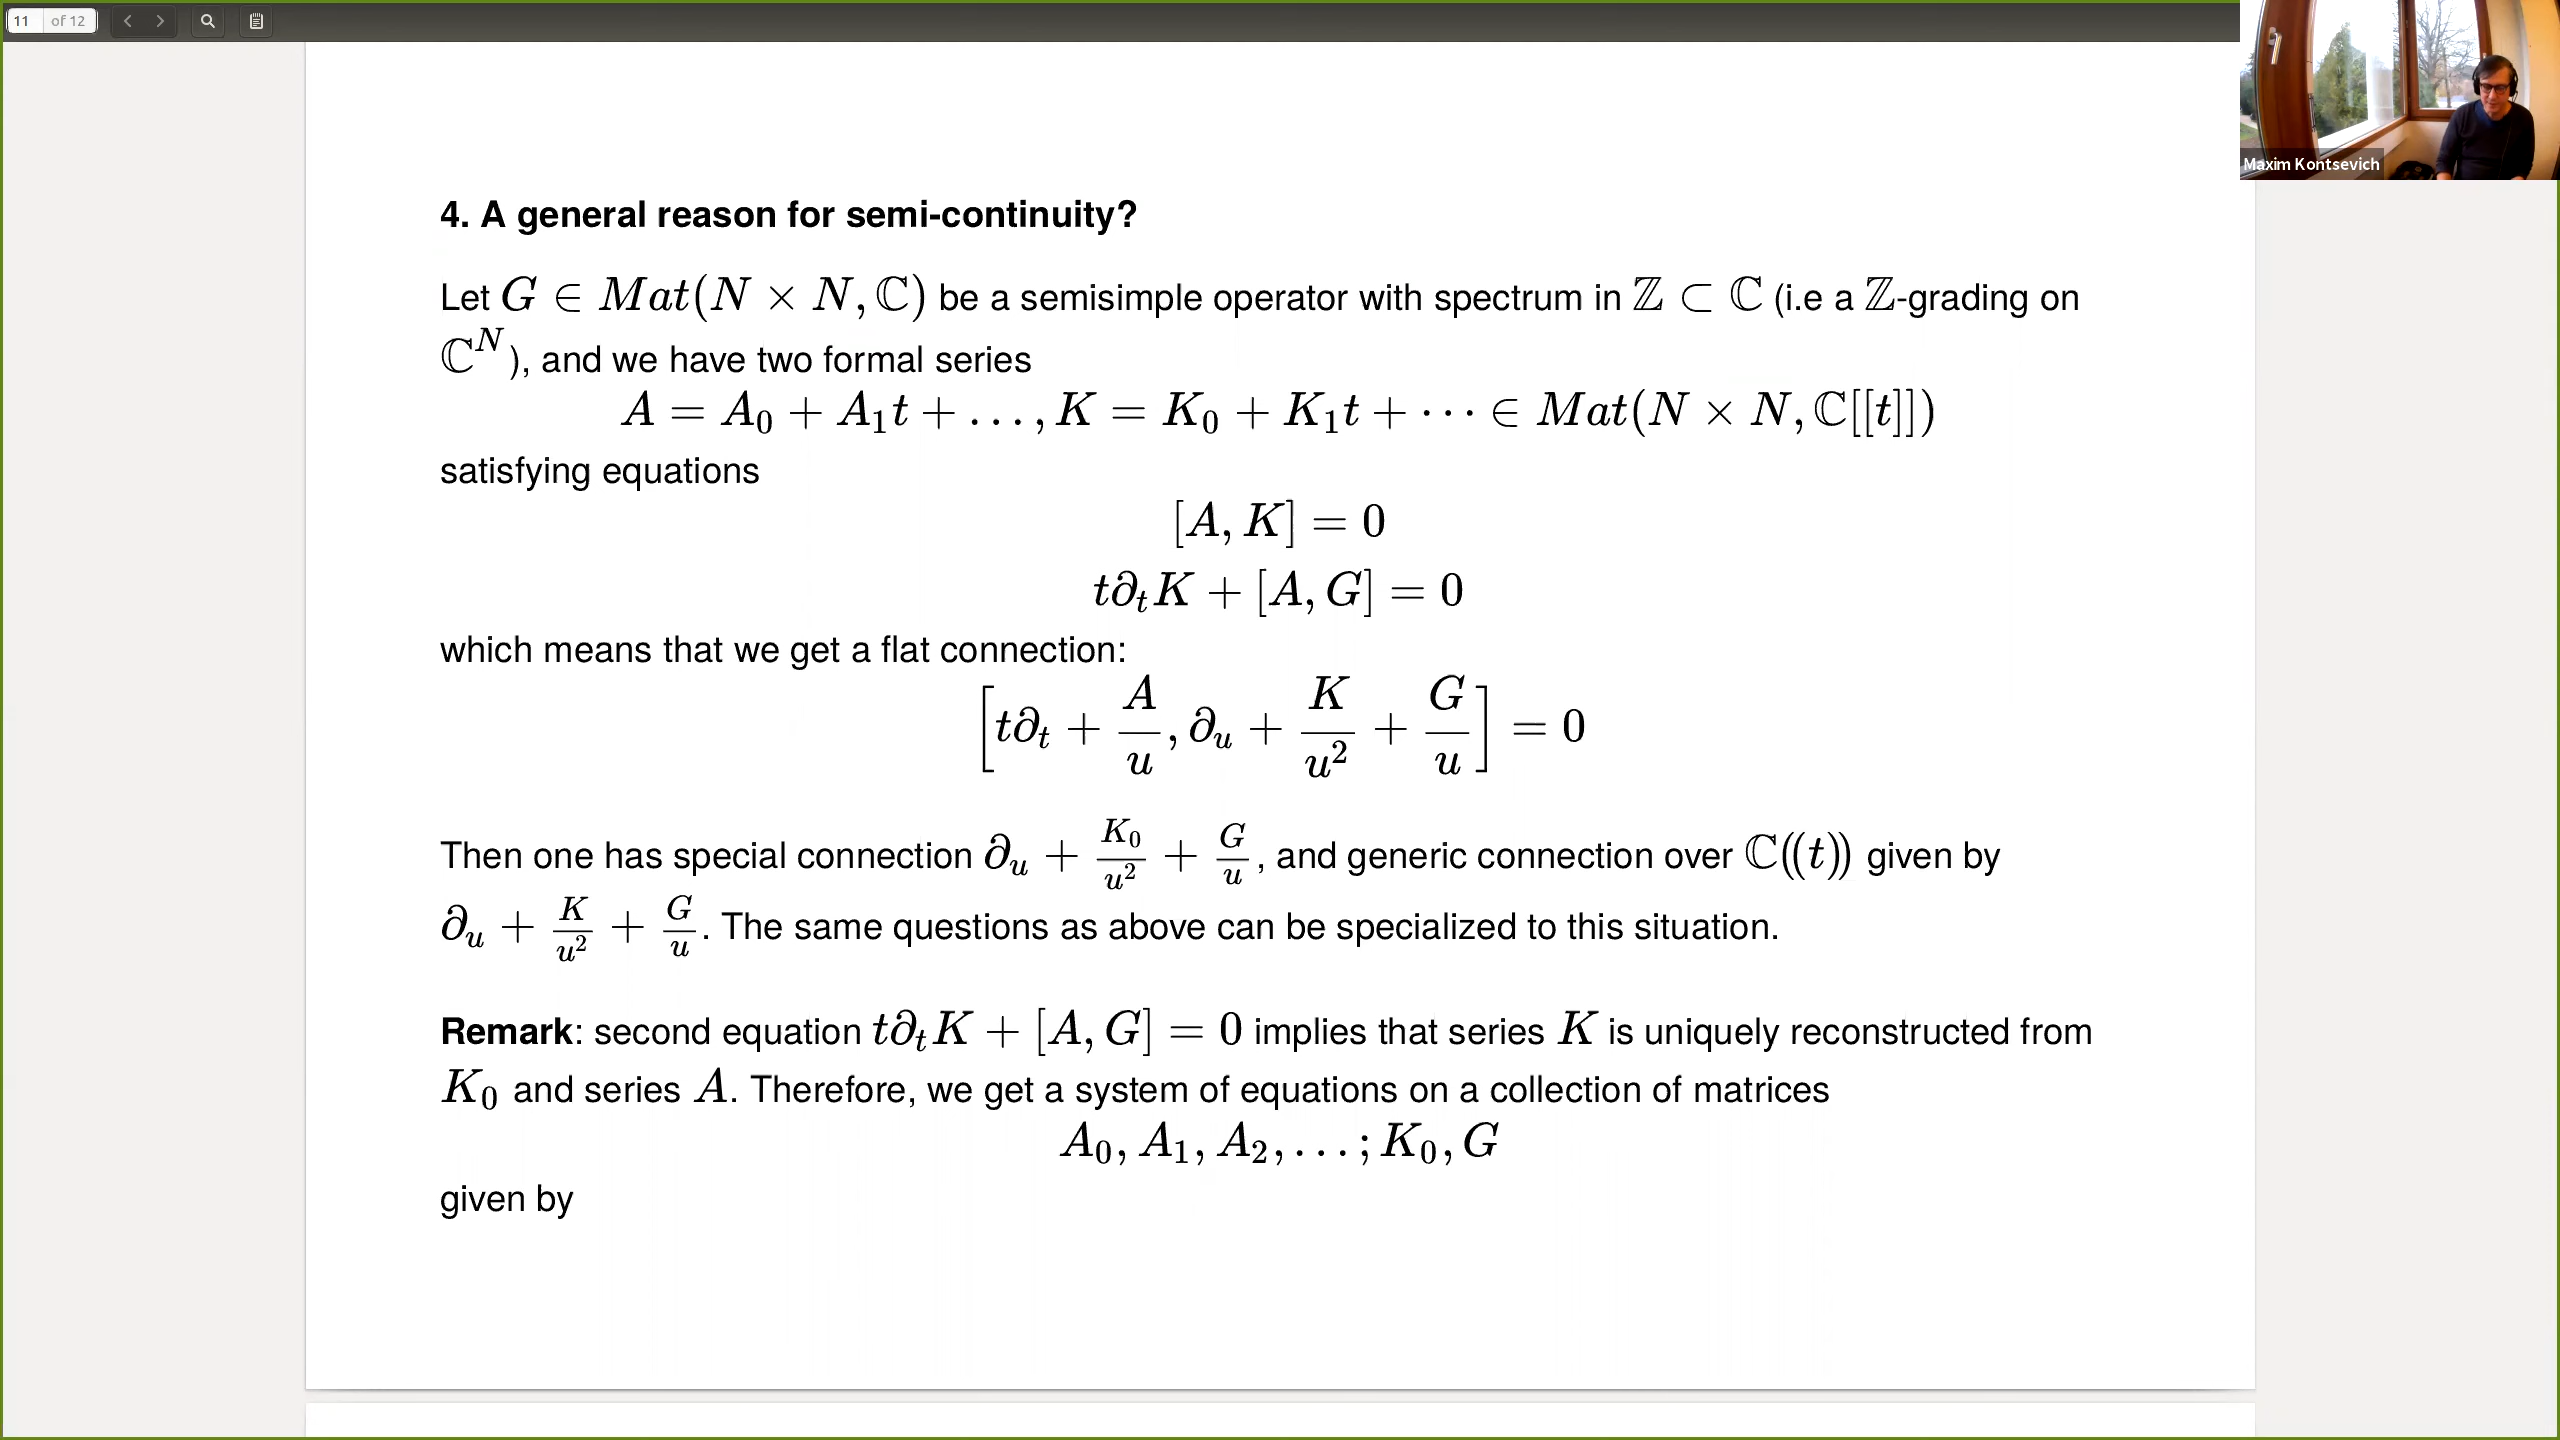 11 of 12
Maxim Kontsevich
4. A general reason for semi-continuity?
Let G ∈ Mat(N × N, ℂ) be a semisimple operator with spectrum in ℤ ⊂ ℂ (i.e a ℤ-grading on
ℂ^N), and we have two formal series
A = A_0 + A_1 t + ..., K = K_0 + K_1 t + ··· ∈ Mat(N × N, ℂ[[t]])
satisfying equations
[A, K] = 0
t∂_t K + [A, G] = 0
which means that we get a flat connection:
[t∂_t + A/u, ∂_u + K/u^2 + G/u] = 0
Then one has special connection ∂_u + K_0/u^2 + G/u, and generic connection over ℂ((t)) given by
∂_u + K/u^2 + G/u. The same questions as above can be specialized to this situation.
Remark: second equation t∂_t K + [A, G] = 0 implies that series K is uniquely reconstructed from
K_0 and series A. Therefore, we get a system of equations on a collection of matrices
A_0, A_1, A_2, ...; K_0, G
given by